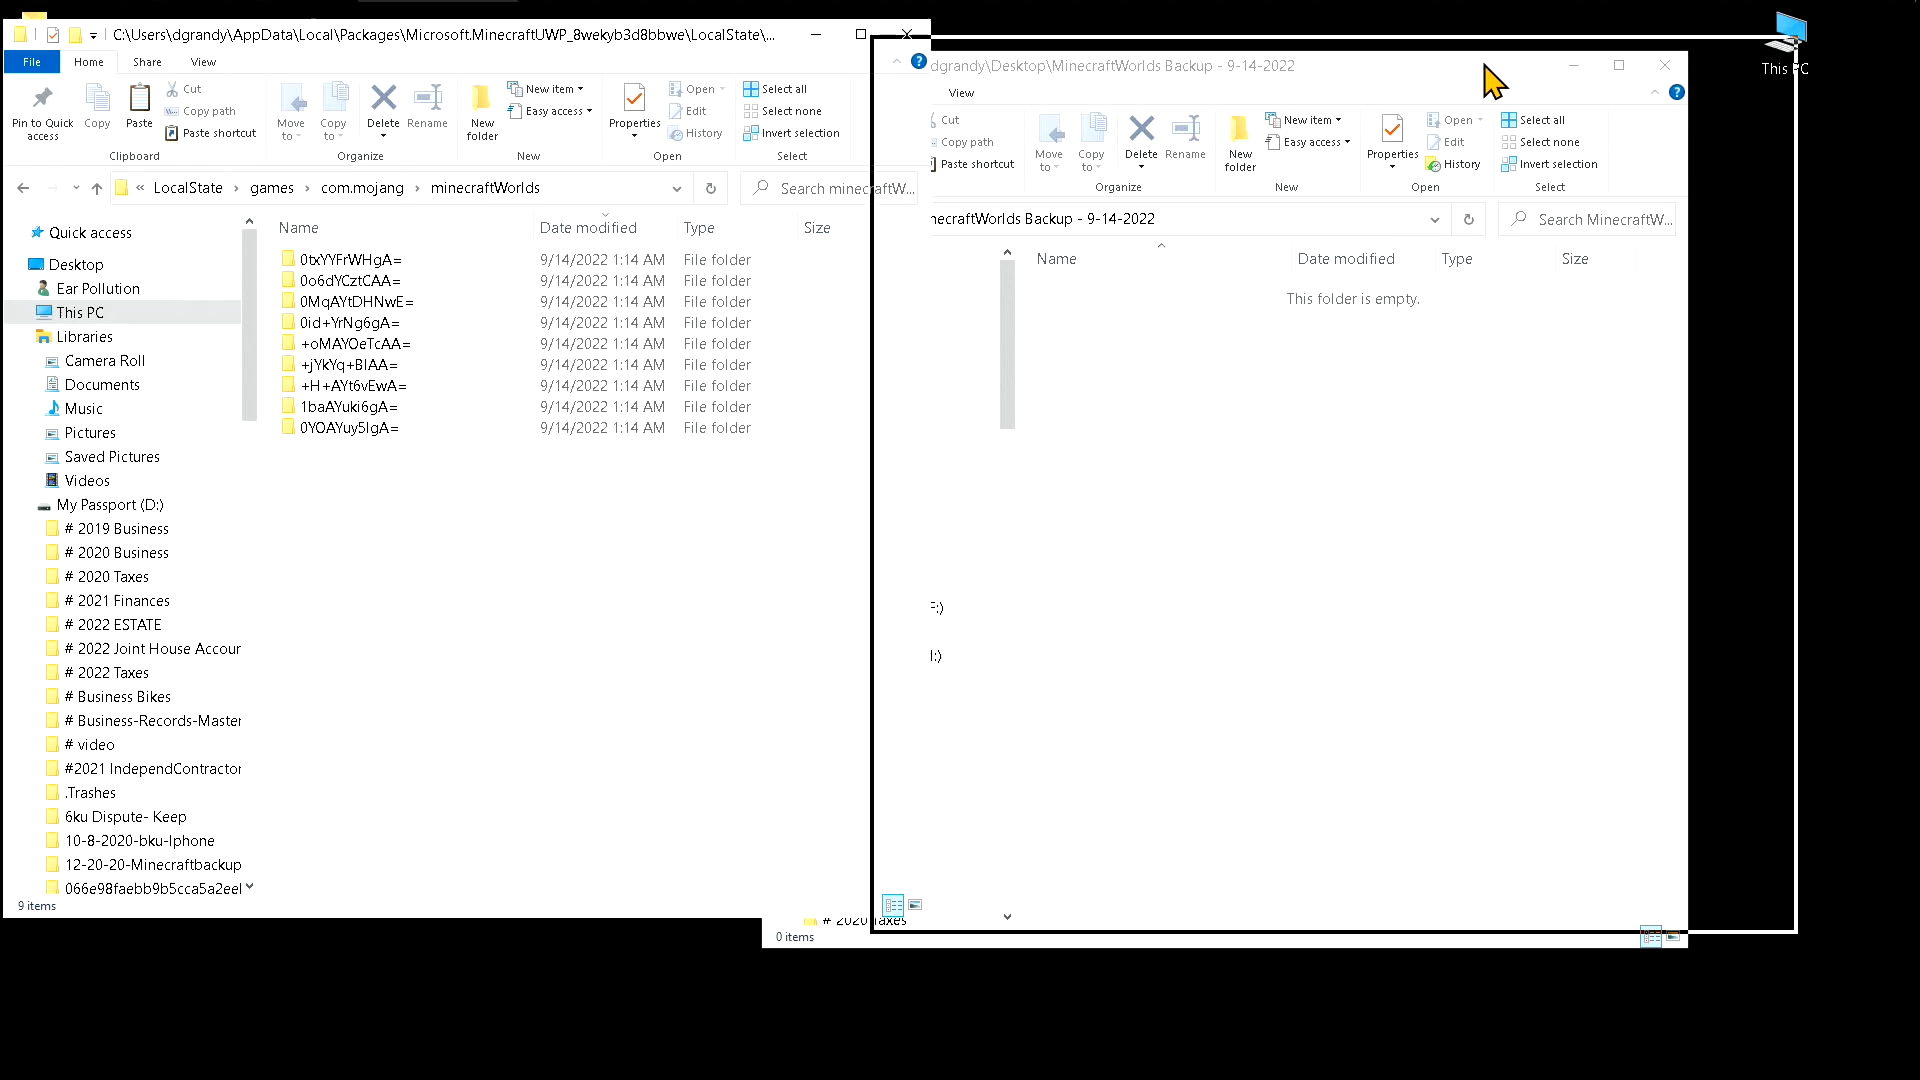 C:\Users\dgrandy\AppData\Local\Packages\Microsoft.MinecraftUWP_8wekyb3d8bbwe\LocalState\...
File Home Share View
Pin to Quick access
Copy
Paste
Cut
Copy path
Paste shortcut
Clipboard
Move to
Copy to
Delete
Rename
Organize
New folder
New item
Easy access
New
Properties
Open
Edit
History
Open
Select all
Select none
Invert selection
Select
« LocalState › games › com.mojang › minecraftWorlds
Search minecraftW...
Name Date modified Type Size
0txYYFrWHgA= 9/14/2022 1:14 AM File folder
0o6dYCztCAA= 9/14/2022 1:14 AM File folder
0MqAYtDHNwE= 9/14/2022 1:14 AM File folder
0id+YrNg6gA= 9/14/2022 1:14 AM File folder
+oMAYOeTcAA= 9/14/2022 1:14 AM File folder
+jYkYq+BIAA= 9/14/2022 1:14 AM File folder
+H+AYt6vEwA= 9/14/2022 1:14 AM File folder
1baAYuki6gA= 9/14/2022 1:14 AM File folder
0YOAYuy5IgA= 9/14/2022 1:14 AM File folder
Quick access
Desktop
Ear Pollution
This PC
Libraries
Camera Roll
Documents
Music
Pictures
Saved Pictures
Videos
My Passport (D:)
# 2019 Business
# 2020 Business
# 2020 Taxes
# 2021 Finances
# 2022 ESTATE
# 2022 Joint House Accour
# 2022 Taxes
# Business Bikes
# Business-Records-Master
# video
#2021 IndependContractor
.Trashes
6ku Dispute- Keep
10-8-2020-bku-Iphone
12-20-20-Minecraftbackup
066e98faebb9b5cca5a2eel
9 items
dgrandy\Desktop\MinecraftWorlds Backup - 9-14-2022
View
Cut
Copy path
Paste shortcut
Move to
Copy to
Delete
Rename
Organize
New folder
New item
Easy access
New
Properties
Open
Edit
History
Open
Select all
Select none
Invert selection
Select
necraftWorlds Backup - 9-14-2022
Search MinecraftW...
Name Date modified Type Size
This folder is empty.
F:)
I:)
# 2020 Taxes
0 items
This PC